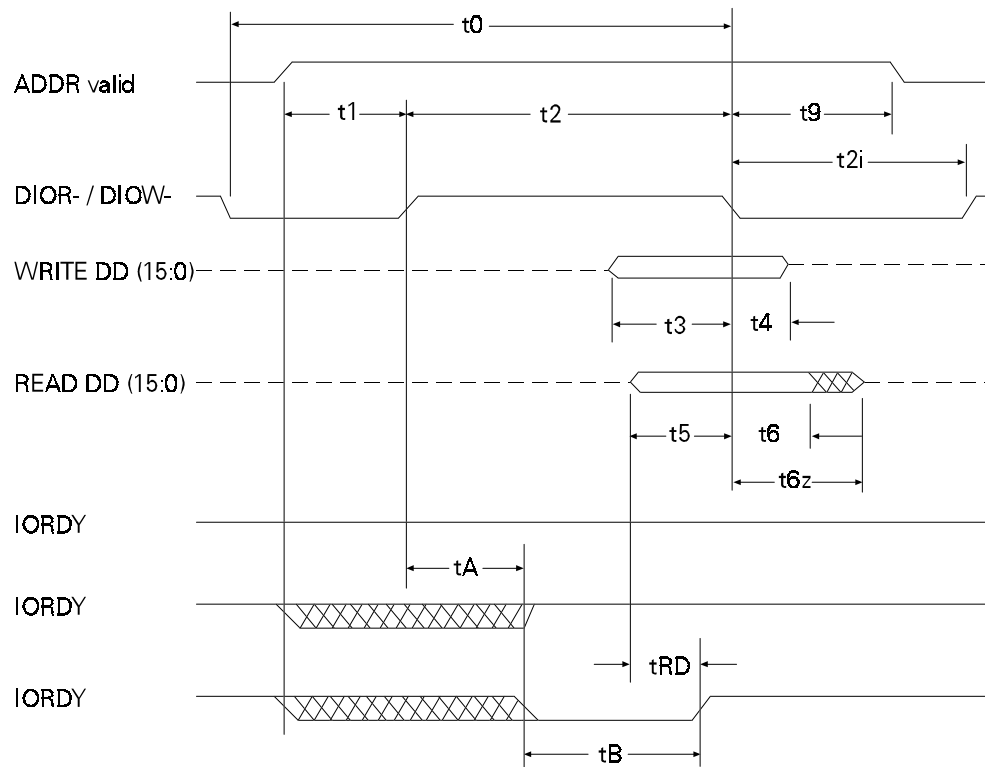 t0
ADDR valid
t1
t2
t9
t2i
DIOR- / DIOW-
WRITE DD (15:0)
t3
t4
READ DD (15:0)
t5
t6
t6z
IORDY
tA
IORDY
tRD
IORDY
tB